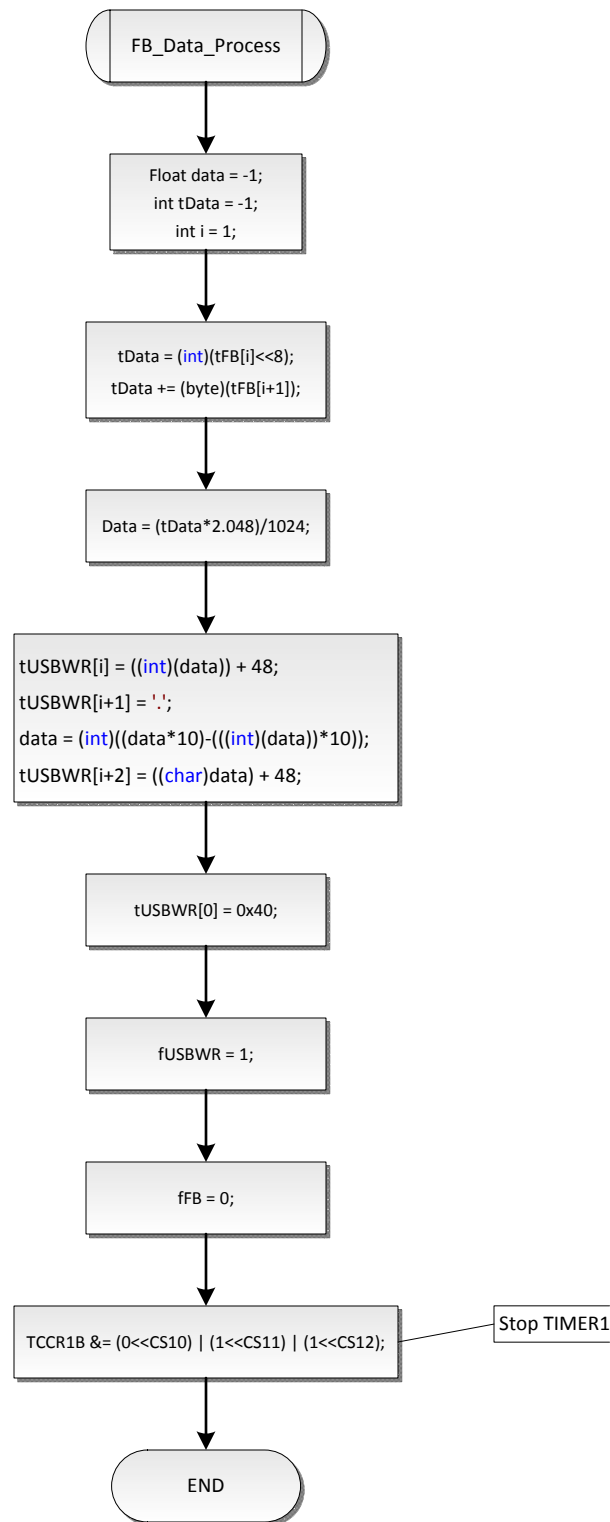 FB_Data_Process
Float data = -1;
int tData = -1;
int i = 1;
tData = (int)(tFB[i]<<8);
tData += (byte)(tFB[i+1]);
Data = (tData*2.048)/1024;
tUSBWR[i] = ((int)(data)) + 48;
tUSBWR[i+1] = '.';
data = (int)((data*10)-(((int)(data))*10));
tUSBWR[i+2] = ((char)data) + 48;
tUSBWR[0] = 0x40;
fUSBWR = 1;
fFB = 0;
TCCR1B &= (0<<CS10) | (1<<CS11) | (1<<CS12);
Stop TIMER1
END